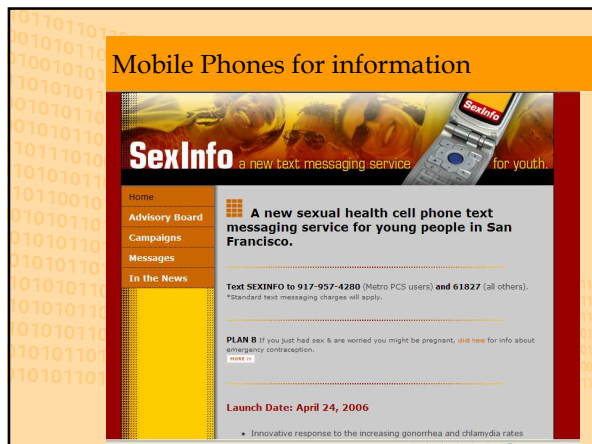 Mobile Phones for information
SexInfo
SexInfo a new text messaging service for youth.
Home
Advisory Board
Campaigns
Messages
In the News
A new sexual health cell phone text
messaging service for young people in San
Francisco.
Text SEXINFO to 917-957-4280 (Metro PCS users) and 61827 (all others).
*Standard text messaging charges will apply.
PLAN B If you just had sex & are worried you might be pregnant, click here for info about
emergency contraception.
MORE
Launch Date: April 24, 2006
• Innovative response to the increasing gonorrhea and chlamydia rates